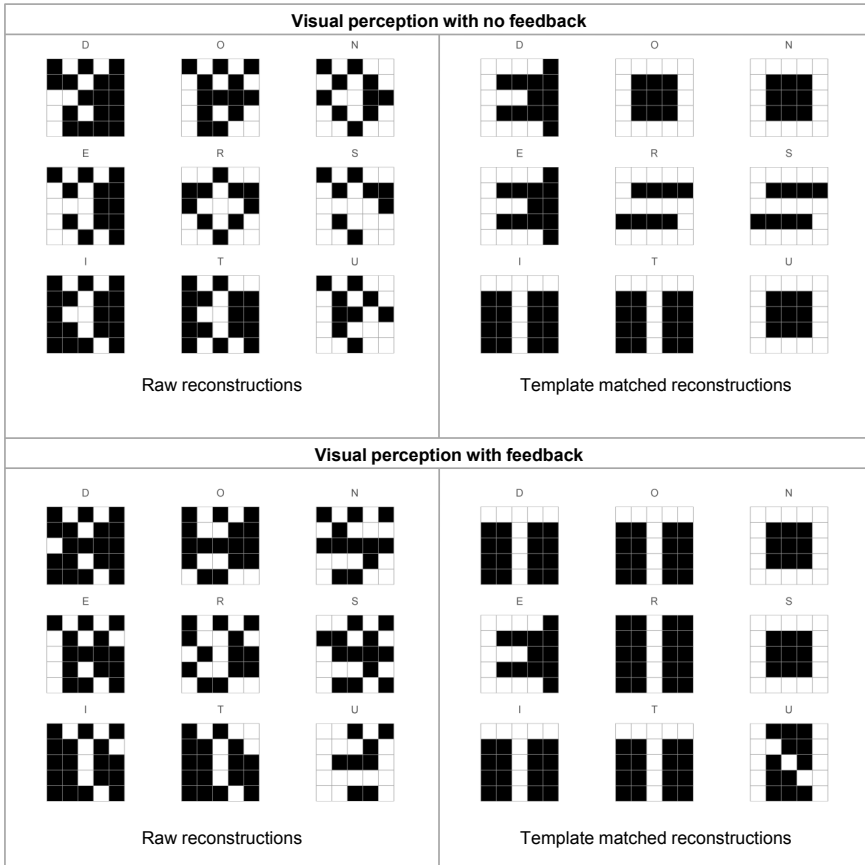 Visual perception with no feedback
D O N
E R S
I T U
Raw reconstructions
D O N
E R S
I T U
Template matched reconstructions
Visual perception with feedback
D O N
E R S
I T U
Raw reconstructions
D O N
E R S
I T U
Template matched reconstructions